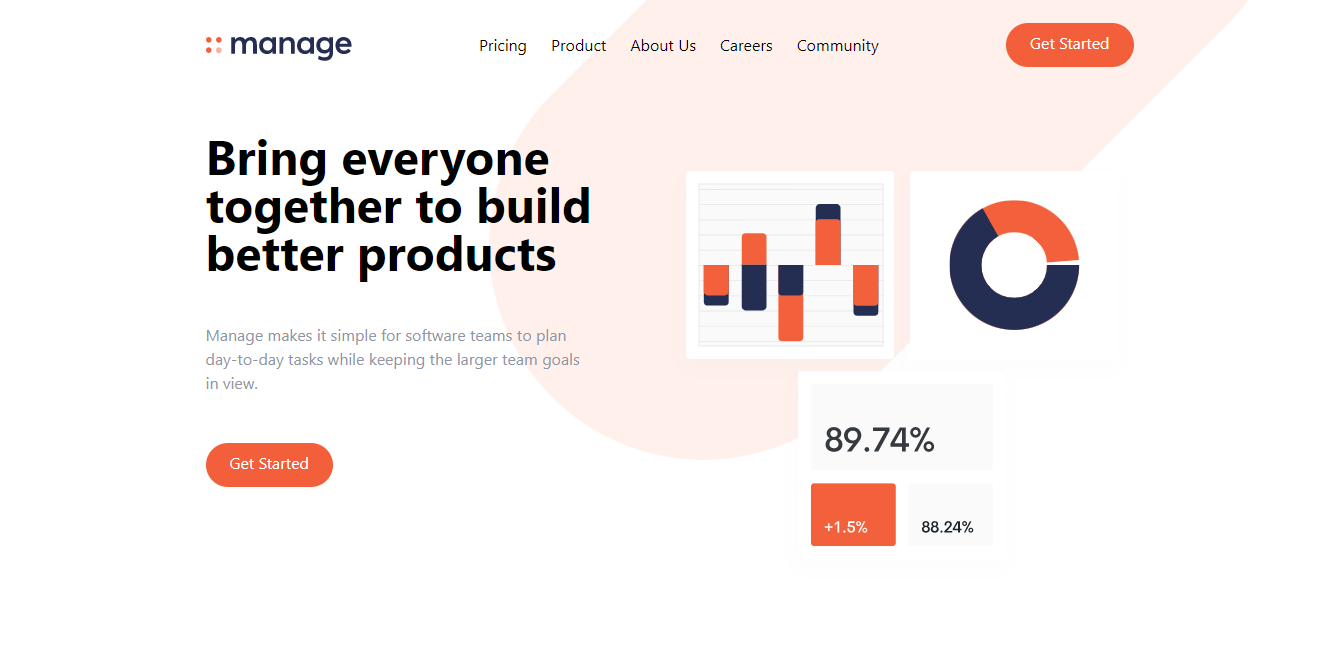 manage
Pricing
Product
About Us
Careers
Community
Get Started
Bring everyone
together to build
better products
Manage makes it simple for software teams to plan
day-to-day tasks while keeping the larger team goals
in view.
Get Started
89.74%
+1.5%
88.24%